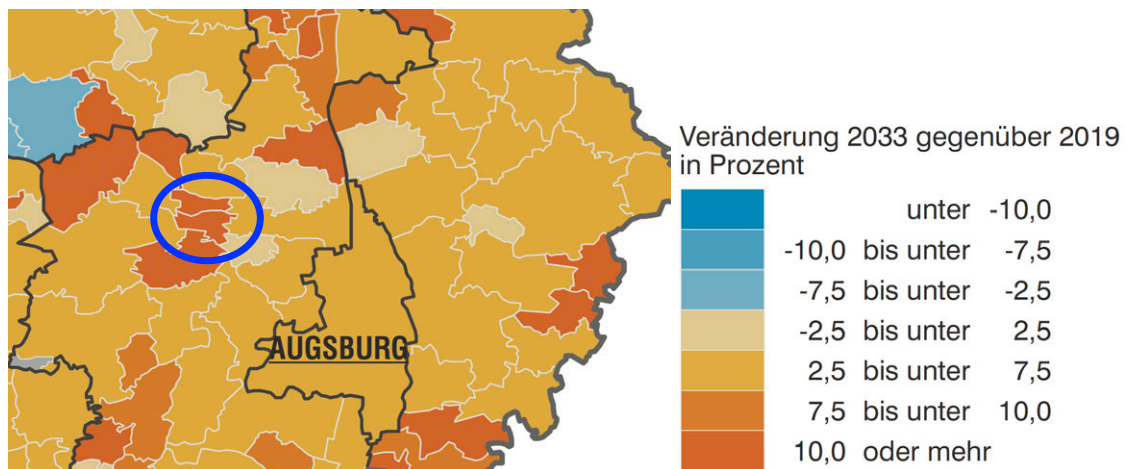 AUGSBURG
Veränderung 2033 gegenüber 2019
in Prozent
unter -10,0
-10,0 bis unter -7,5
-7,5 bis unter -2,5
-2,5 bis unter 2,5
2,5 bis unter 7,5
7,5 bis unter 10,0
10,0 oder mehr